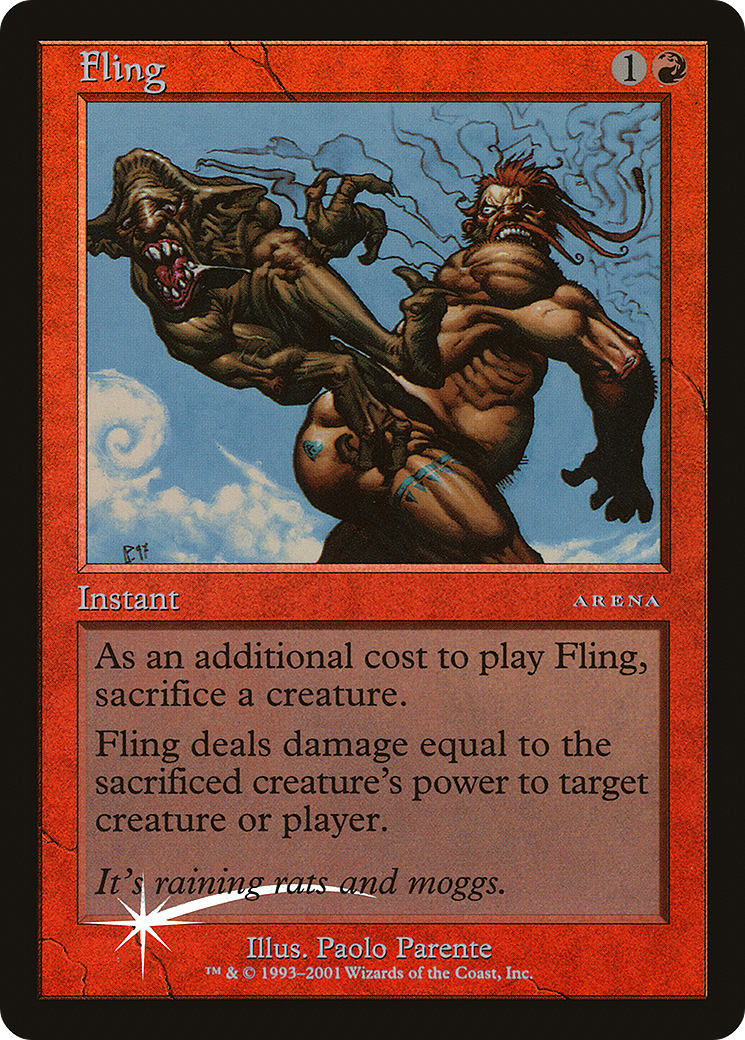 Fling 1
P. 97
Instant ARENA
As an additional cost to play Fling,
sacrifice a creature.
Fling deals damage equal to the
sacrificed creature's power to target
creature or player.
It's raining rats and moggs.
Illus. Paolo Parente
™ & © 1993–2001 Wizards of the Coast, Inc.